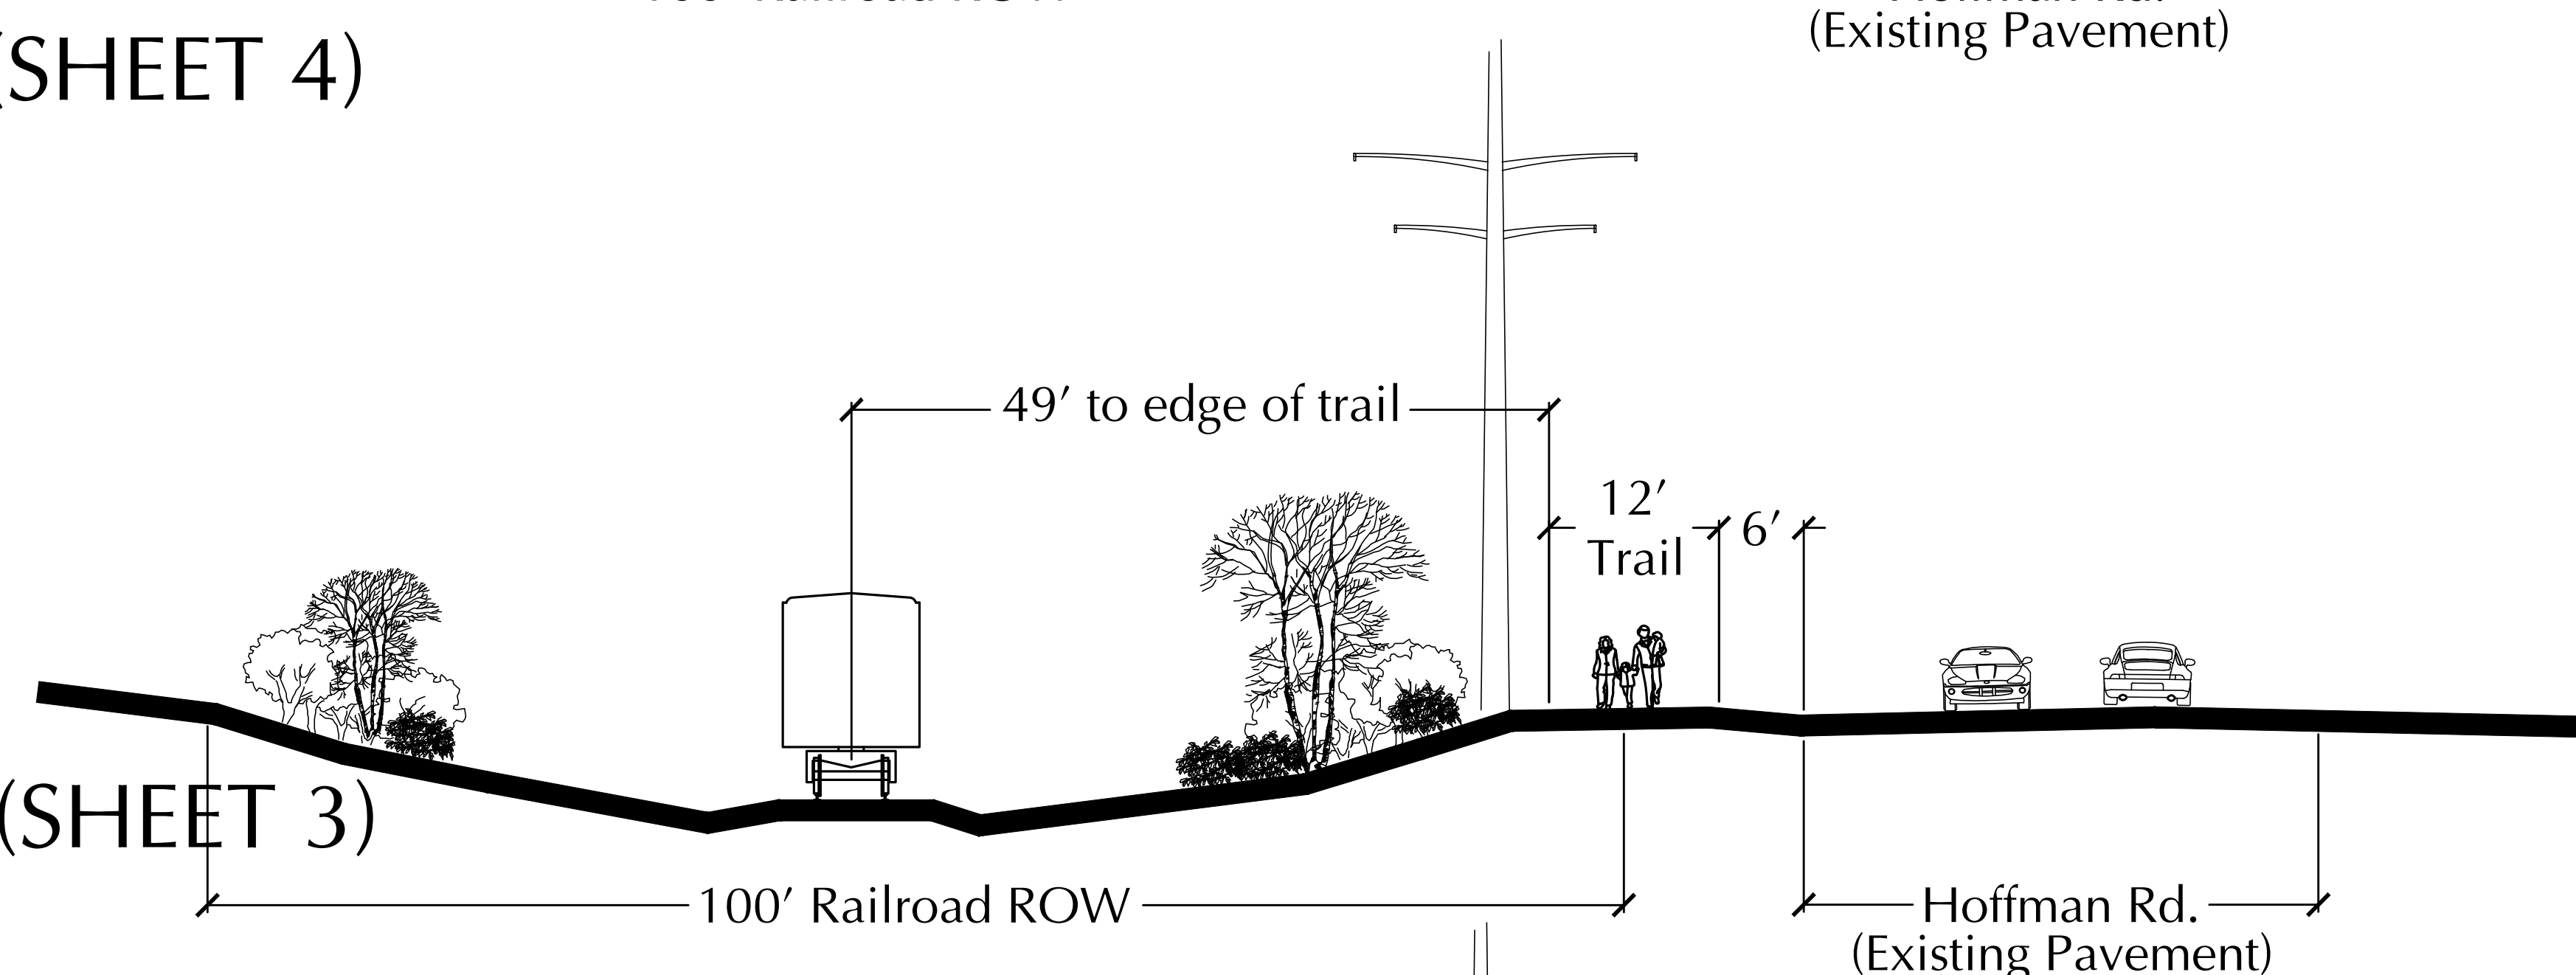 (Existing Pavement)
(SHEET 4)
49' to edge of trail
12'
Trail
6'
(SHEET 3)
100' Railroad ROW
Hoffman Rd.
(Existing Pavement)